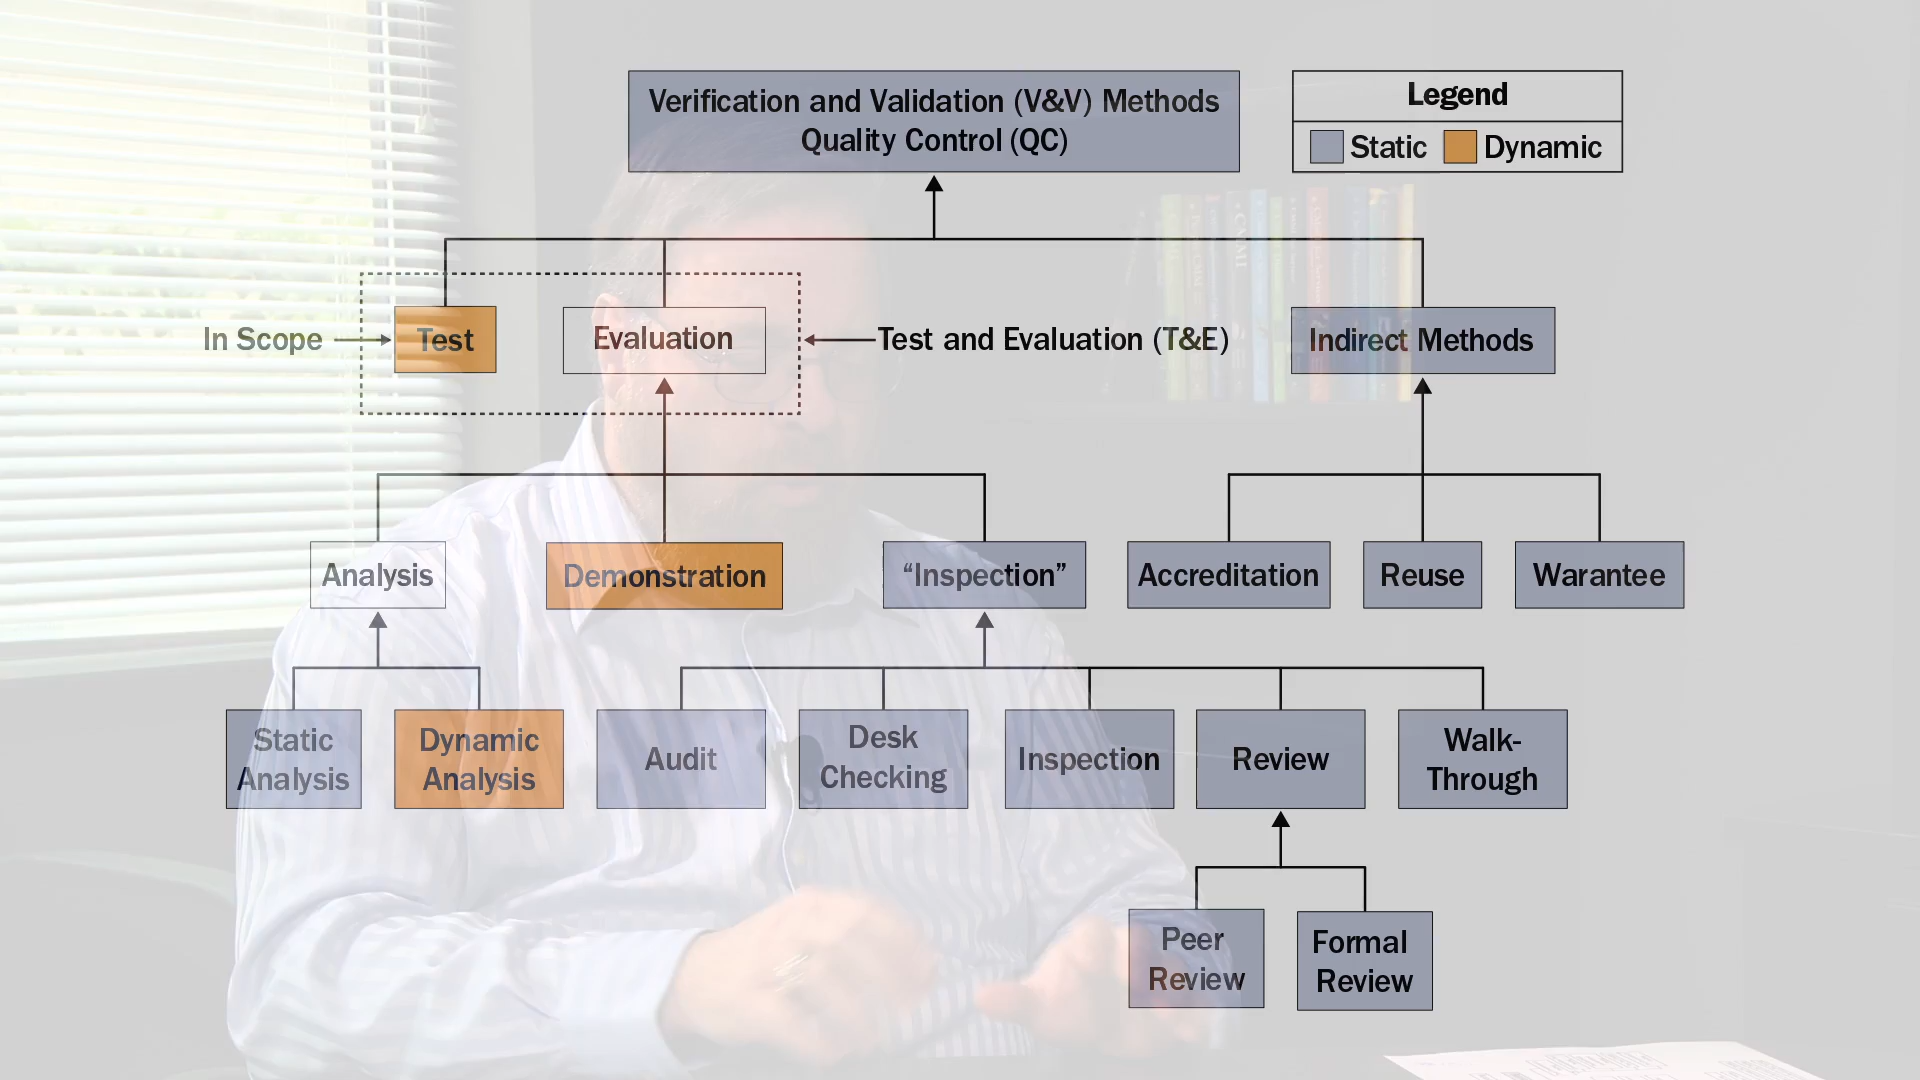 Verification and Validation (V&V) Methods
Quality Control (QC)
Legend
Static
Dynamic
In Scope
Test
Evaluation
Test and Evaluation (T&E)
Indirect Methods
Analysis
Demonstration
“Inspection”
Accreditation
Reuse
Warantee
Static
Analysis
Dynamic
Analysis
Audit
Desk
Checking
Inspection
Review
Walk-
Through
Peer
Review
Formal
Review